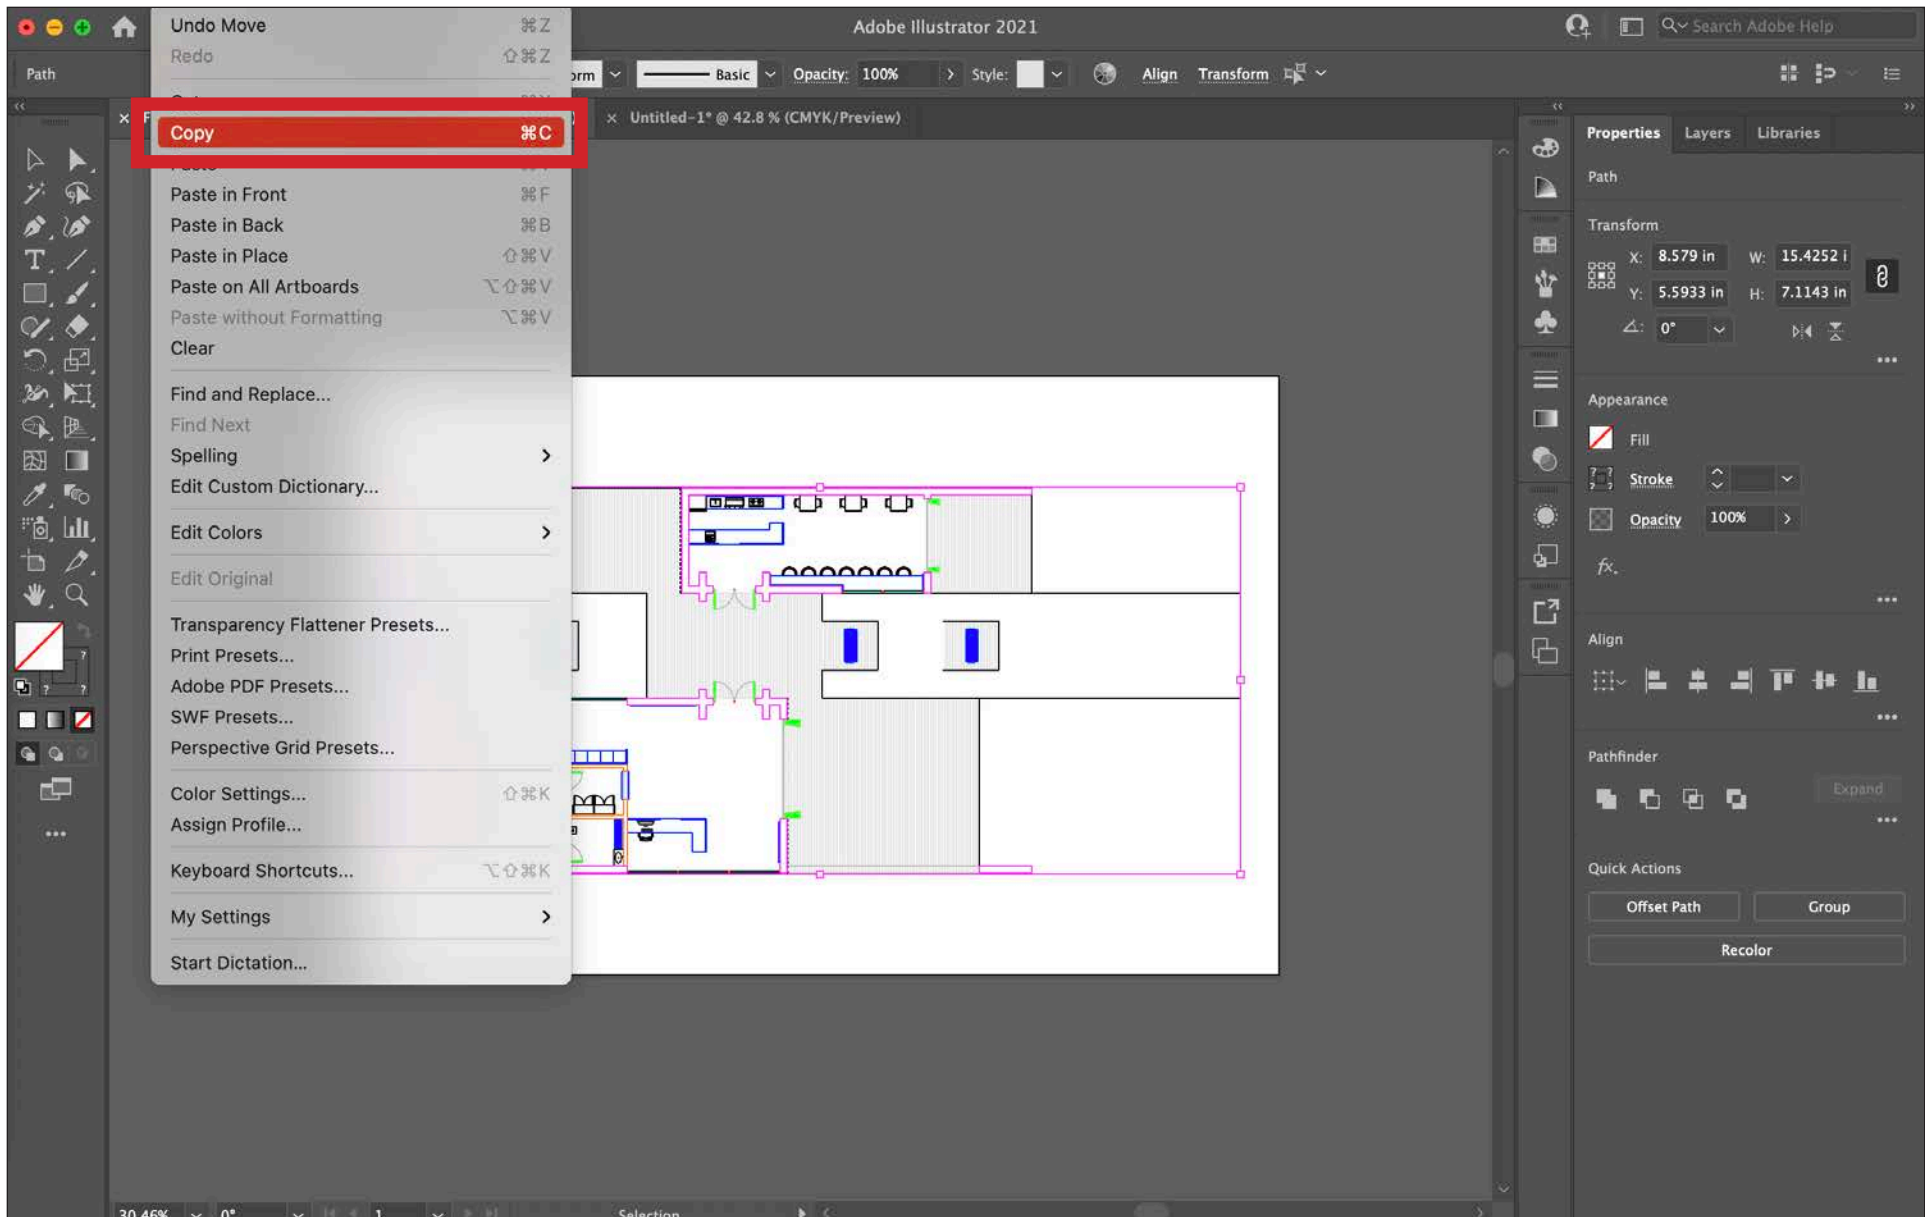 Undo Move ⌘Z
Adobe Illustrator 2021
Search Adobe Help
Redo ⇧⌘Z
Path
Basic
Opacity: 100%
Style:
Align
Transform
Untitled-1* @ 42.8 % (CMYK/Preview)
Copy ⌘C
Paste
Paste in Front ⌘F
Paste in Back ⌘B
Paste in Place ⇧⌘V
Paste on All Artboards ⌥⇧⌘V
Paste without Formatting ⌥⌘V
Clear
Find and Replace...
Find Next
Spelling
Edit Custom Dictionary...
Edit Colors
Edit Original
Transparency Flattener Presets...
Print Presets...
Adobe PDF Presets...
SWF Presets...
Perspective Grid Presets...
Color Settings... ⇧⌘K
Assign Profile...
Keyboard Shortcuts... ⌥⇧⌘K
My Settings
Start Dictation...
Properties Layers Libraries
Path
Transform
X: 8.579 in W: 15.4252 i
Y: 5.5933 in H: 7.1143 in
0°
Appearance
Fill
Stroke
Opacity 100%
fx.
Align
Pathfinder
Expand
Quick Actions
Offset Path Group
Recolor
30.46% 0° 1 Selection